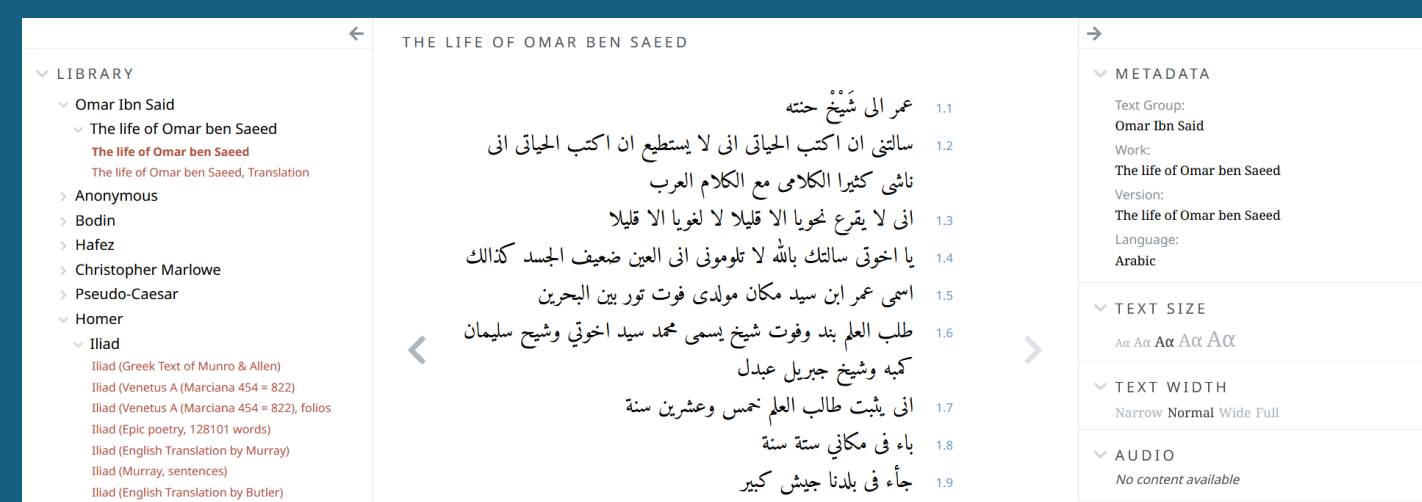 LIBRARY
Omar Ibn Said
The life of Omar ben Saeed
The life of Omar ben Saeed
The life of Omar ben Saeed, Translation
Anonymous
Bodin
Hafez
Christopher Marlowe
Pseudo-Caesar
Homer
Iliad
Iliad (Greek Text of Munro & Allen)
Iliad (Venetus A (Marciana 454 = 822)
Iliad (Venetus A (Marciana 454 = 822), folios
Iliad (Epic poetry, 128101 words)
Iliad (English Translation by Murray)
Iliad (Murray, sentences)
Iliad (English Translation by Butler)
THE LIFE OF OMAR BEN SAEED
1.1 عمر الى شَيْخْ حنته
1.2 سالتنى ان اكتب الحياتى انى لا يستطيع ان اكتب الحياتى انى
ناشى كثيرا الكلامى مع الكلام العرب
1.3 انى لا يقرع نحويا الا قليلا لا لغويا الا قليلا
1.4 يا اخوتى سالتك بالله لا تلومونى انى العين ضعيف الجسد كذالك
1.5 اسمى عمر ابن سيد مكان مولدى فوت تور بين البحرين
1.6 طلب العلم بند وفوت شيخ يسمى محمد سيد اخوتي وشيح سليمان
كمبه وشيخ جبريل عبدل
1.7 انى يثبت طالب العلم خمس وعشرين سنة
1.8 باء فى مكاني ستة سنة
1.9 جأء فى بلدنا جيش كبير
METADATA
Text Group:
Omar Ibn Said
Work:
The life of Omar ben Saeed
Version:
The life of Omar ben Saeed
Language:
Arabic
TEXT SIZE
Aα Aα Aα Aα Aα
TEXT WIDTH
Narrow Normal Wide Full
AUDIO
No content available